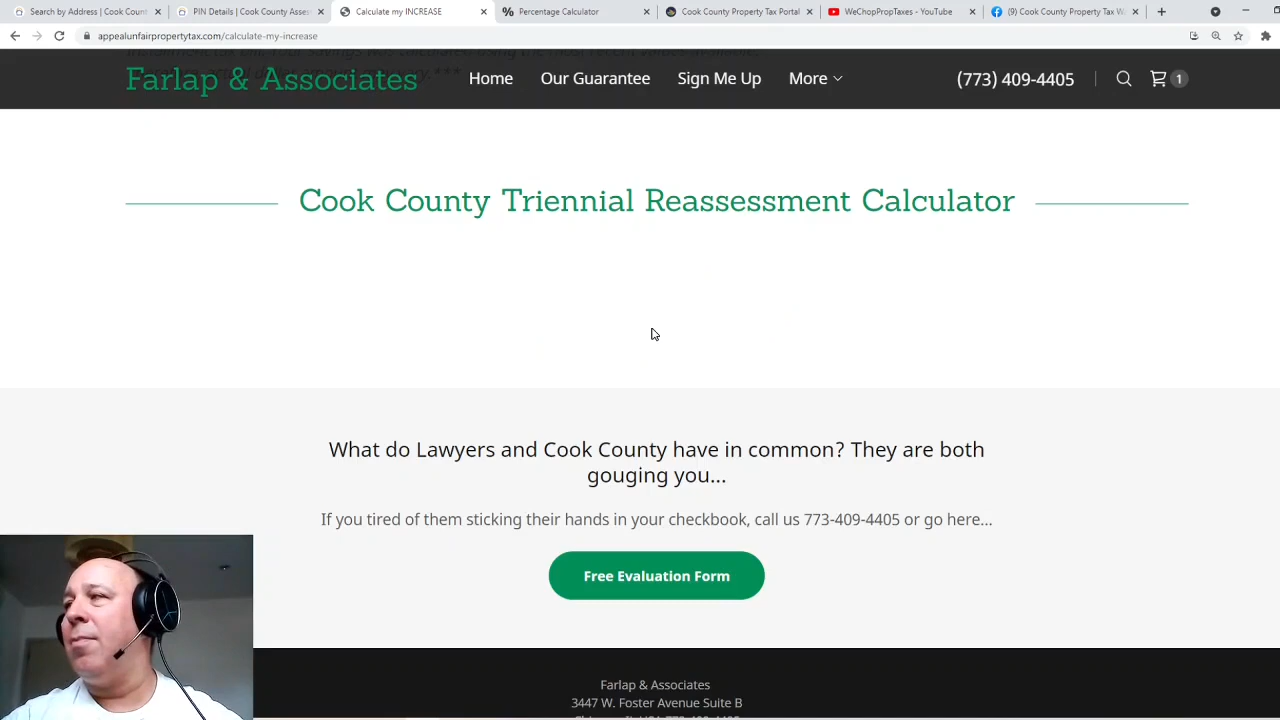 Search by Address | Cook Count
PIN Details | Cook County Asses
Calculate my INCREASE
Percentage Calculator
Cook County Property Tax Portal
WeChopPropTaxes - YouTube
(9) Cook County Property Tax W
appealunfairpropertytax.com/calculate-my-increase
Farlap & Associates
Home
Our Guarantee
Sign Me Up
More
(773) 409-4405
1
Cook County Triennial Reassessment Calculator
What do Lawyers and Cook County have in common? They are both
gouging you...
If you tired of them sticking their hands in your checkbook, call us 773-409-4405 or go here...
Free Evaluation Form
Farlap & Associates
3447 W. Foster Avenue Suite B